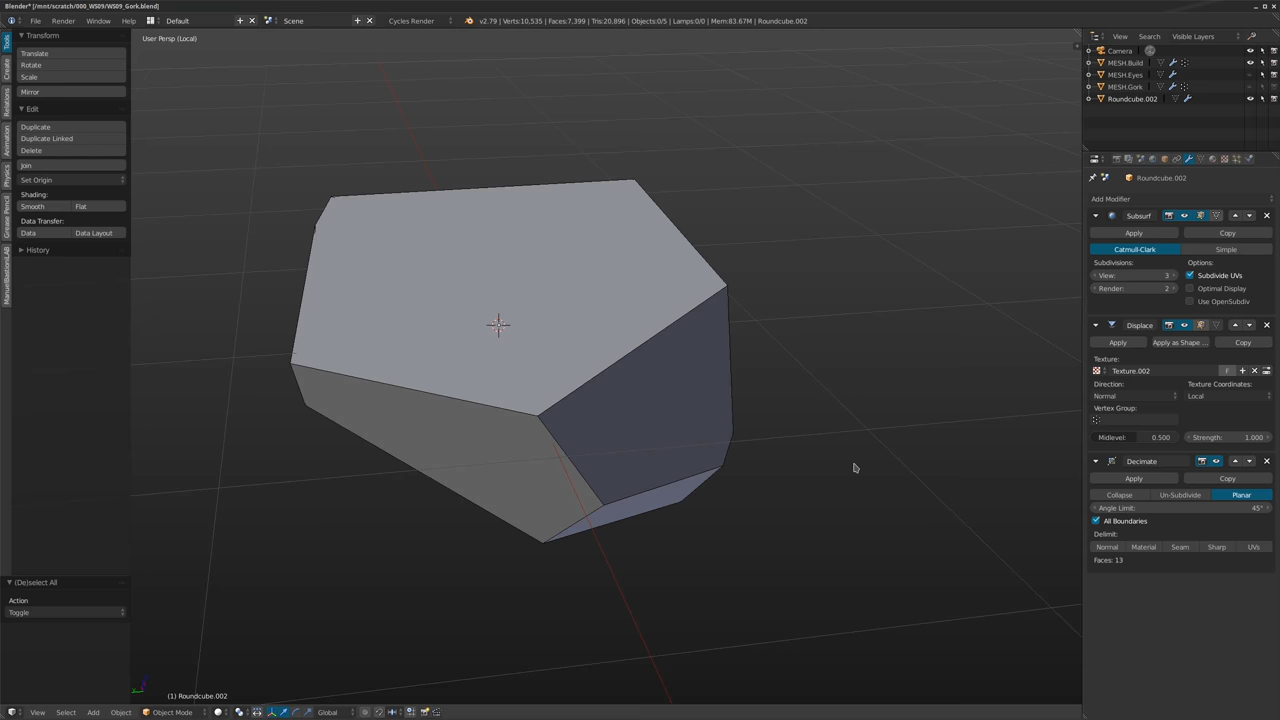 Blender* [/mnt/scratch/000_WS09/WS09_Gork.blend]
File Render Window Help Default Scene Cycles Render v2.79 | Verts:10,535 | Faces:7,399 | Tris:20,896 | Objects:0/5 | Lamps:0/0 | Mem:83.67M | Roundcube.002
Transform
Translate
Rotate
Scale
Mirror
Edit
Duplicate
Duplicate Linked
Delete
Join
Set Origin
Shading:
Smooth Flat
Data Transfer:
Data Data Layout
History
Tools
Create
Relations
Animation
Physics
Grease Pencil
ManuelBastioniLAB
(De)select All
Action
Toggle
User Persp (Local)
(1) Roundcube.002
View Select Add Object Object Mode Global
View Search Visible Layers
Camera
MESH.Build
MESH.Eyes
MESH.Gork
Roundcube.002
Roundcube.002
Add Modifier
Subsurf
Apply Copy
Catmull-Clark Simple
Subdivisions: Options:
View: 3 Subdivide UVs
Render: 2 Optimal Display
Use OpenSubdiv
Displace
Apply Apply as Shape ... Copy
Texture:
Texture.002 F
Direction: Texture Coordinates:
Normal Local
Vertex Group:
Midlevel: 0.500 Strength: 1.000
Decimate
Apply Copy
Collapse Un-Subdivide Planar
Angle Limit: 45°
All Boundaries
Delimit:
Normal Material Seam Sharp UVs
Faces: 13